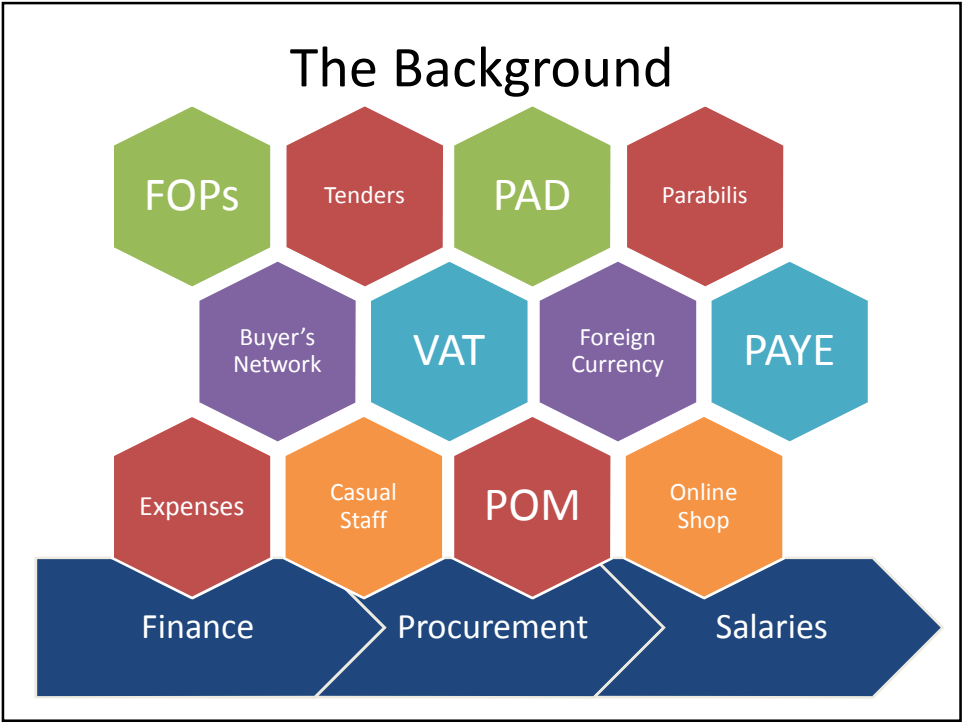 The Background
FOPs
Tenders
PAD
Parabilis
Buyer’s
Network
VAT
Foreign
Currency
PAYE
Expenses
Casual
Staff
POM
Online
Shop
Finance
Procurement
Salaries